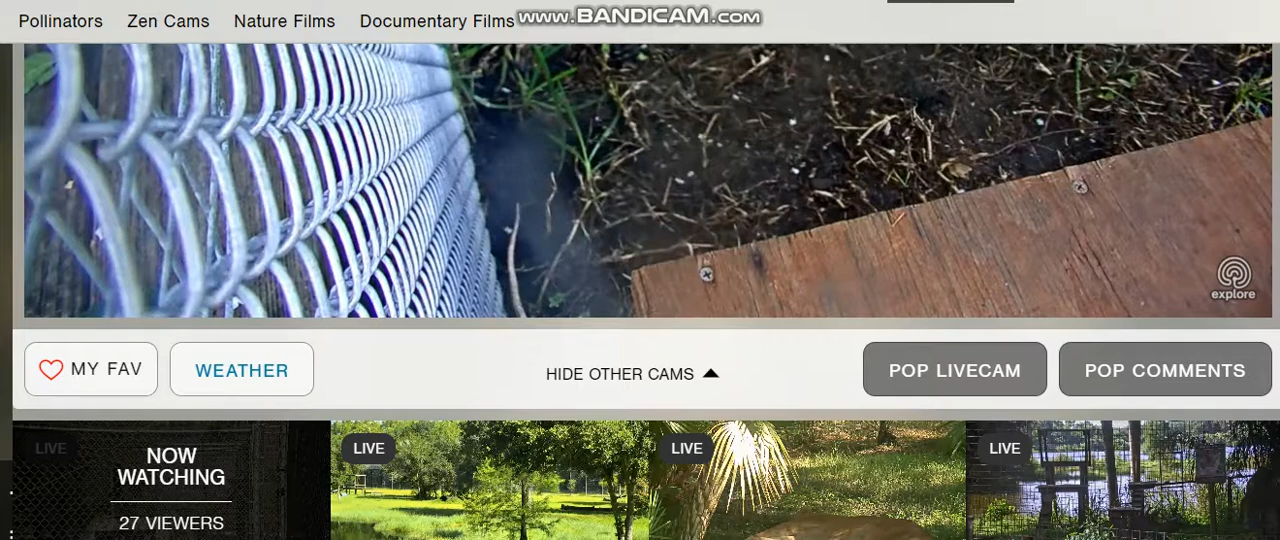 Pollinators Zen Cams Nature Films Documentary Films www.BANDICAM.com
explore
MY FAV WEATHER HIDE OTHER CAMS POP LIVECAM POP COMMENTS
LIVE LIVE LIVE LIVE
NOW
WATCHING
27 VIEWERS